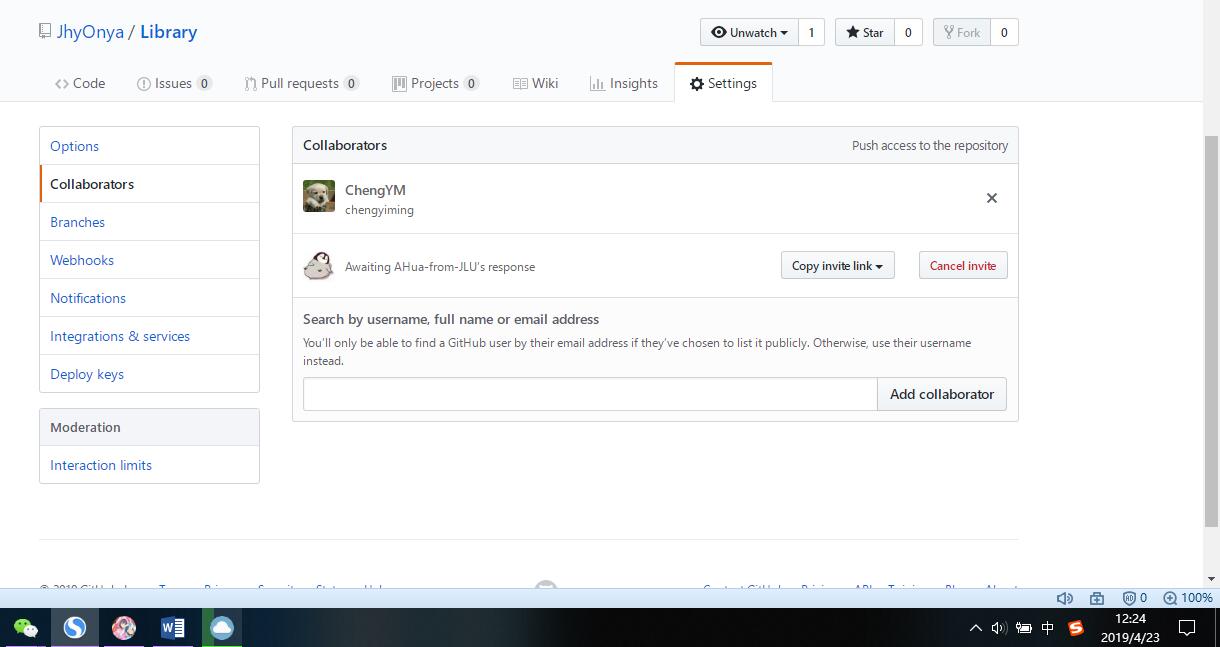 JhyOnya / Library
Unwatch 1 Star 0 Fork 0
Code Issues 0 Pull requests 0 Projects 0 Wiki Insights Settings
Options
Collaborators
Branches
Webhooks
Notifications
Integrations & services
Deploy keys
Moderation
Interaction limits
Collaborators Push access to the repository
ChengYM
chengyiming
Awaiting AHua-from-JLU's response Copy invite link Cancel invite
Search by username, full name or email address
You'll only be able to find a GitHub user by their email address if they've chosen to list it publicly. Otherwise, use their username
instead.
Add collaborator
0 100%
中 12:24
2019/4/23